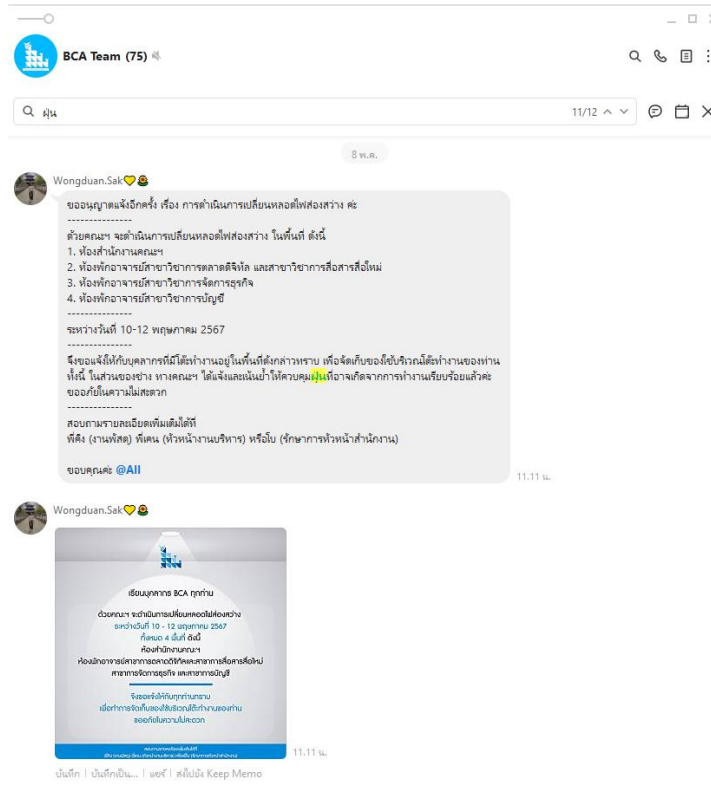 BCA Team (75)
ฝุ่น
11/12
8 พ.ค.
Wongduan.Sak
ขออนุญาตแจ้งอีกครั้ง เรื่อง การดำเนินการเปลี่ยนหลอดไฟส่องสว่าง ค่ะ
---------------
ด้วยคณะฯ จะดำเนินการเปลี่ยนหลอดไฟส่องสว่าง ในพื้นที่ ดังนี้
1. ห้องสำนักงานคณะฯ
2. ห้องพักอาจารย์สาขาวิชาการตลาดดิจิทัล และสาขาวิชาการสื่อสารสื่อใหม่
3. ห้องพักอาจารย์สาขาวิชาการจัดการธุรกิจ
4. ห้องพักอาจารย์สาขาวิชาการบัญชี
---------------
ระหว่างวันที่ 10-12 พฤษภาคม 2567
---------------
จึงขอแจ้งให้กับบุคลากรที่มีโต๊ะทำงานอยู่ในพื้นที่ดังกล่าวทราบ เพื่อจัดเก็บของใช้บริเวณโต๊ะทำงานของท่าน
ทั้งนี้ ในส่วนของช่าง ทางคณะฯ ได้แจ้งและเน้นย้ำให้ควบคุมฝุ่นที่อาจเกิดจากการทำงานเรียบร้อยแล้วค่ะ
ขออภัยในความไม่สะดวก
---------------
สอบถามรายละเอียดเพิ่มเติมได้ที่
พี่ดึง (งานพัสดุ) พี่เคน (หัวหน้างานบริหาร) หรือโบ (รักษาการหัวหน้าสำนักงาน)
ขอบคุณค่ะ @All
11.11 น.
Wongduan.Sak
เรียนบุคลากร BCA ทุกท่าน
ด้วยคณะฯ จะดำเนินการเปลี่ยนหลอดไฟส่องสว่าง
ระหว่างวันที่ 10 - 12 พฤษภาคม 2567
ทั้งหมด 4 พื้นที่ ดังนี้
ห้องสำนักงานคณะฯ
ห้องพักอาจารย์สาขาการตลาดดิจิทัลและสาขาการสื่อสารสื่อใหม่
สาขาการจัดการธุรกิจ และสาขาการบัญชี
จึงขอแจ้งให้กับทุกท่านทราบ
เพื่อทำการจัดเก็บของใช้บริเวณโต๊ะทำงานของท่าน
ขออภัยในความไม่สะดวก
11.11 น.
บันทึก | บันทึกเป็น... | แชร์ | ส่งไปยัง Keep Memo